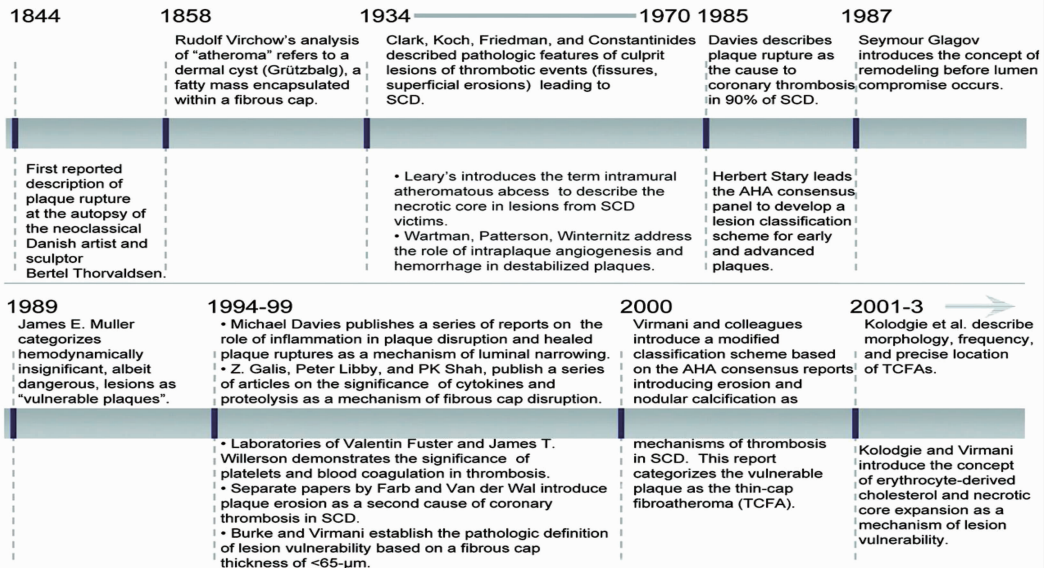 1844
First reported
description of
plaque rupture
at the autopsy of
the neoclassical
Danish artist and
sculptor
Bertel Thorvaldsen.
1858
Rudolf Virchow's analysis
of "atheroma" refers to a
dermal cyst (Grützbalg), a
fatty mass encapsulated
within a fibrous cap.
1934 1970
Clark, Koch, Friedman, and Constantinides
described pathologic features of culprit
lesions of thrombotic events (fissures,
superficial erosions) leading to
SCD.
• Leary's introduces the term intramural
atheromatous abcess to describe the
necrotic core in lesions from SCD
victims.
• Wartman, Patterson, Winternitz address
the role of intraplaque angiogenesis and
hemorrhage in destabilized plaques.
1985
Davies describes
plaque rupture as
the cause to
coronary thrombosis
in 90% of SCD.
Herbert Stary leads
the AHA consensus
panel to develop a
lesion classification
scheme for early
and advanced
plaques.
1987
Seymour Glagov
introduces the concept of
remodeling before lumen
compromise occurs.
1989
James E. Muller
categorizes
hemodynamically
insignificant, albeit
dangerous, lesions as
"vulnerable plaques".
1994-99
• Michael Davies publishes a series of reports on the
role of inflammation in plaque disruption and healed
plaque ruptures as a mechanism of luminal narrowing.
• Z. Galis, Peter Libby, and PK Shah, publish a series
of articles on the significance of cytokines and
proteolysis as a mechanism of fibrous cap disruption.
• Laboratories of Valentin Fuster and James T.
Willerson demonstrates the significance of
platelets and blood coagulation in thrombosis.
• Separate papers by Farb and Van der Wal introduce
plaque erosion as a second cause of coronary
thrombosis in SCD.
• Burke and Virmani establish the pathologic definition
of lesion vulnerability based on a fibrous cap
thickness of <65-µm.
2000
Virmani and colleagues
introduce a modified
classification scheme based
on the AHA consensus reports
introducing erosion and
nodular calcification as
mechanisms of thrombosis
in SCD. This report
categorizes the vulnerable
plaque as the thin-cap
fibroatheroma (TCFA).
2001-3
Kolodgie et al. describe
morphology, frequency,
and precise location
of TCFAs.
Kolodgie and Virmani
introduce the concept
of erythrocyte-derived
cholesterol and necrotic
core expansion as a
mechanism of lesion
vulnerability.